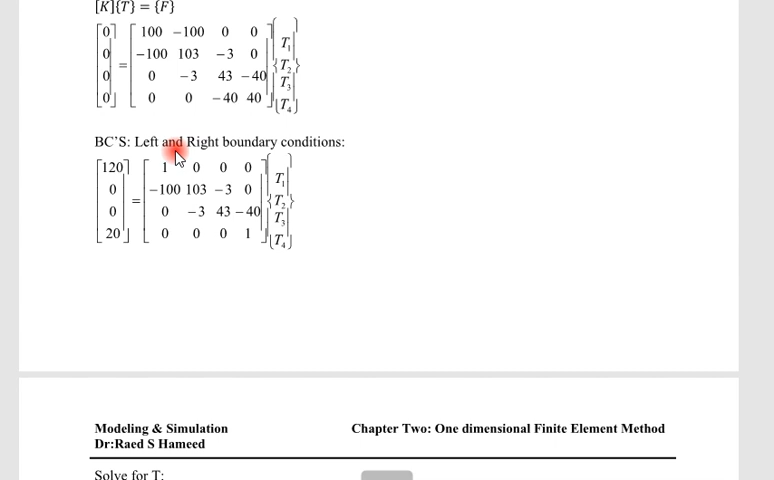 [K]{T} = {F}
[0 0 0 0] = [100 −100 0 0
−100 103 −3 0
0 −3 43 −40
0 0 −40 40] {T₁ T₂ T₃ T₄}
BC'S: Left and Right boundary conditions:
[120 0 0 20] = [1 0 0 0
−100 103 −3 0
0 −3 43 −40
0 0 0 1] {T₁ T₂ T₃ T₄}
Modeling & Simulation
Chapter Two: One dimensional Finite Element Method
Dr:Raed S Hameed
Solve for T: